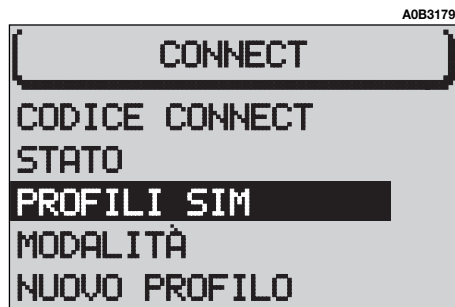 A0B3179
CONNECT
CODICE CONNECT
STATO
PROFILI SIM
MODALITÀ
NUOVO PROFILO